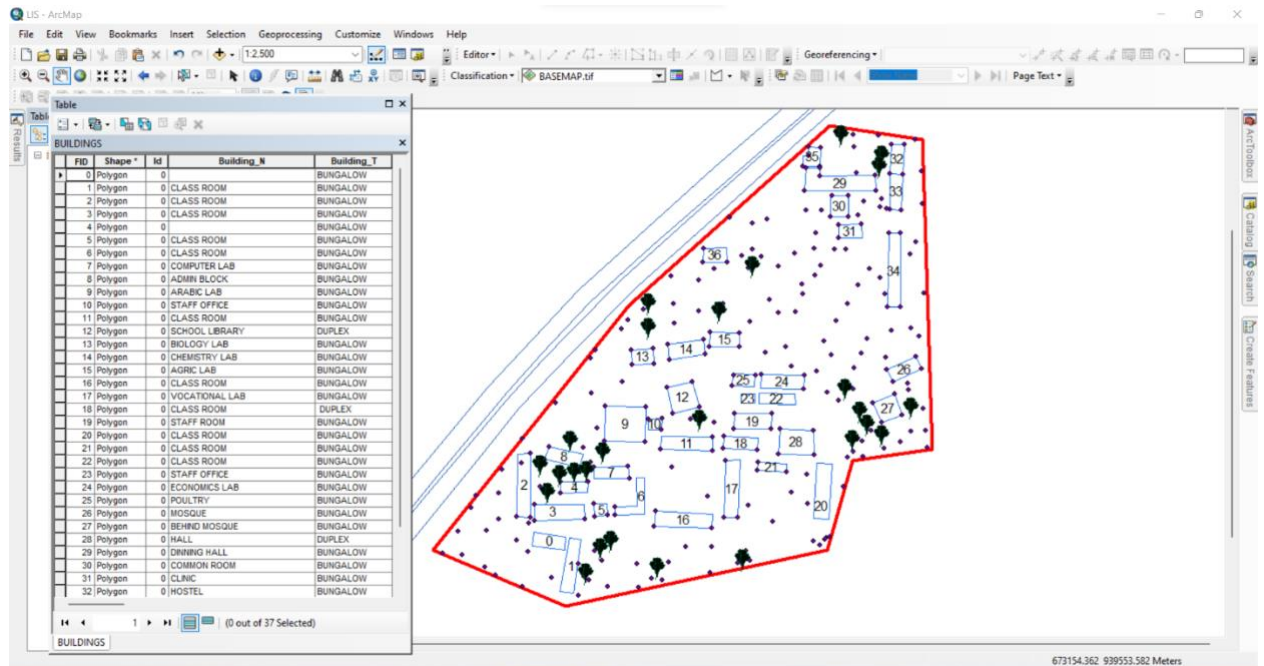 LIS - ArcMap
File Edit View Bookmarks Insert Selection Geoprocessing Customize Windows Help
1:2,500 Editor Georeferencing
Classification BASEMAP.tif Page Text
Table
BUILDINGS
FID Shape * Id Building_N Building_T
0 Polygon 0 BUNGALOW
1 Polygon 0 CLASS ROOM BUNGALOW
2 Polygon 0 CLASS ROOM BUNGALOW
3 Polygon 0 CLASS ROOM BUNGALOW
4 Polygon 0 BUNGALOW
5 Polygon 0 CLASS ROOM BUNGALOW
6 Polygon 0 CLASS ROOM BUNGALOW
7 Polygon 0 COMPUTER LAB BUNGALOW
8 Polygon 0 ADMIN BLOCK BUNGALOW
9 Polygon 0 ARABIC LAB BUNGALOW
10 Polygon 0 STAFF OFFICE BUNGALOW
11 Polygon 0 CLASS ROOM BUNGALOW
12 Polygon 0 SCHOOL LIBRARY DUPLEX
13 Polygon 0 BIOLOGY LAB BUNGALOW
14 Polygon 0 CHEMISTRY LAB BUNGALOW
15 Polygon 0 AGRIC LAB BUNGALOW
16 Polygon 0 CLASS ROOM BUNGALOW
17 Polygon 0 VOCATIONAL LAB BUNGALOW
18 Polygon 0 CLASS ROOM DUPLEX
19 Polygon 0 STAFF ROOM BUNGALOW
20 Polygon 0 CLASS ROOM BUNGALOW
21 Polygon 0 CLASS ROOM BUNGALOW
22 Polygon 0 CLASS ROOM BUNGALOW
23 Polygon 0 STAFF OFFICE BUNGALOW
24 Polygon 0 ECONOMICS LAB BUNGALOW
25 Polygon 0 POULTRY BUNGALOW
26 Polygon 0 MOSQUE BUNGALOW
27 Polygon 0 BEHIND MOSQUE BUNGALOW
28 Polygon 0 HALL DUPLEX
29 Polygon 0 DINNING HALL BUNGALOW
30 Polygon 0 COMMON ROOM BUNGALOW
31 Polygon 0 CLINIC BUNGALOW
32 Polygon 0 HOSTEL BUNGALOW
1 (0 out of 37 Selected)
BUILDINGS
Results
35 32
29 33
30
31
36
34
15
14
13
26
25 24
12 23 22
27
9 10 19
11 18 28
8
7 21
2 4 17
6
3 5 20
16
0
1
ArcToolbox
Catalog
Search
Create Features
673154.362 939553.582 Meters